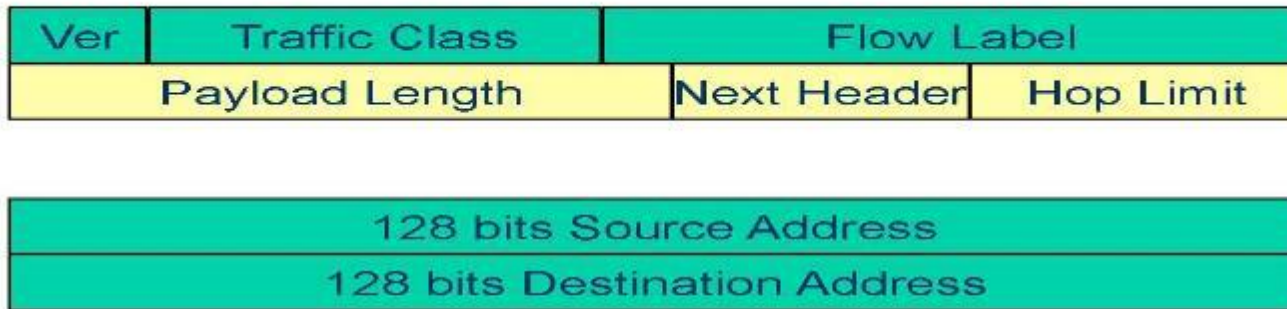 Ver Traffic Class Flow Label
Payload Length Next Header Hop Limit
128 bits Source Address
128 bits Destination Address